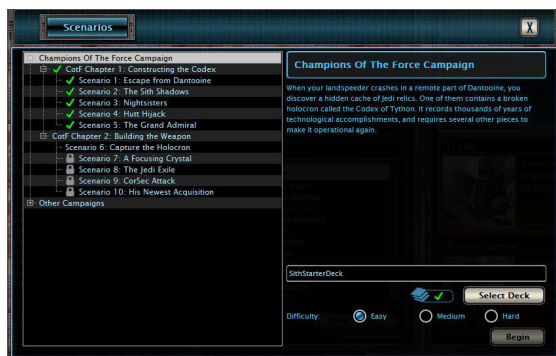 Scenarios
X
Champions Of The Force Campaign
CotF Chapter 1: Constructing the Codex
Scenario 1: Escape from Dantooine
Scenario 2: The Sith Shadows
Scenario 3: Nightsisters
Scenario 4: Hutt Hijack
Scenario 5: The Grand Admiral
CotF Chapter 2: Building the Weapon
Scenario 6: Capture the Holocron
Scenario 7: A Focusing Crystal
Scenario 8: The Jedi Exile
Scenario 9: CorSec Attack
Scenario 10: His Newest Acquisition
Other Campaigns
Champions Of The Force Campaign
When your landspeeder crashes in a remote part of Dantooine, you
discover a hidden cache of Jedi relics. One of them contains a broken
holocron called the Codex of Tython. It records thousands of years of
technological accomplishments, and requires several other pieces to
make it operational again.
SithStarterDeck
Select Deck
Difficulty:
Easy
Medium
Hard
Begin